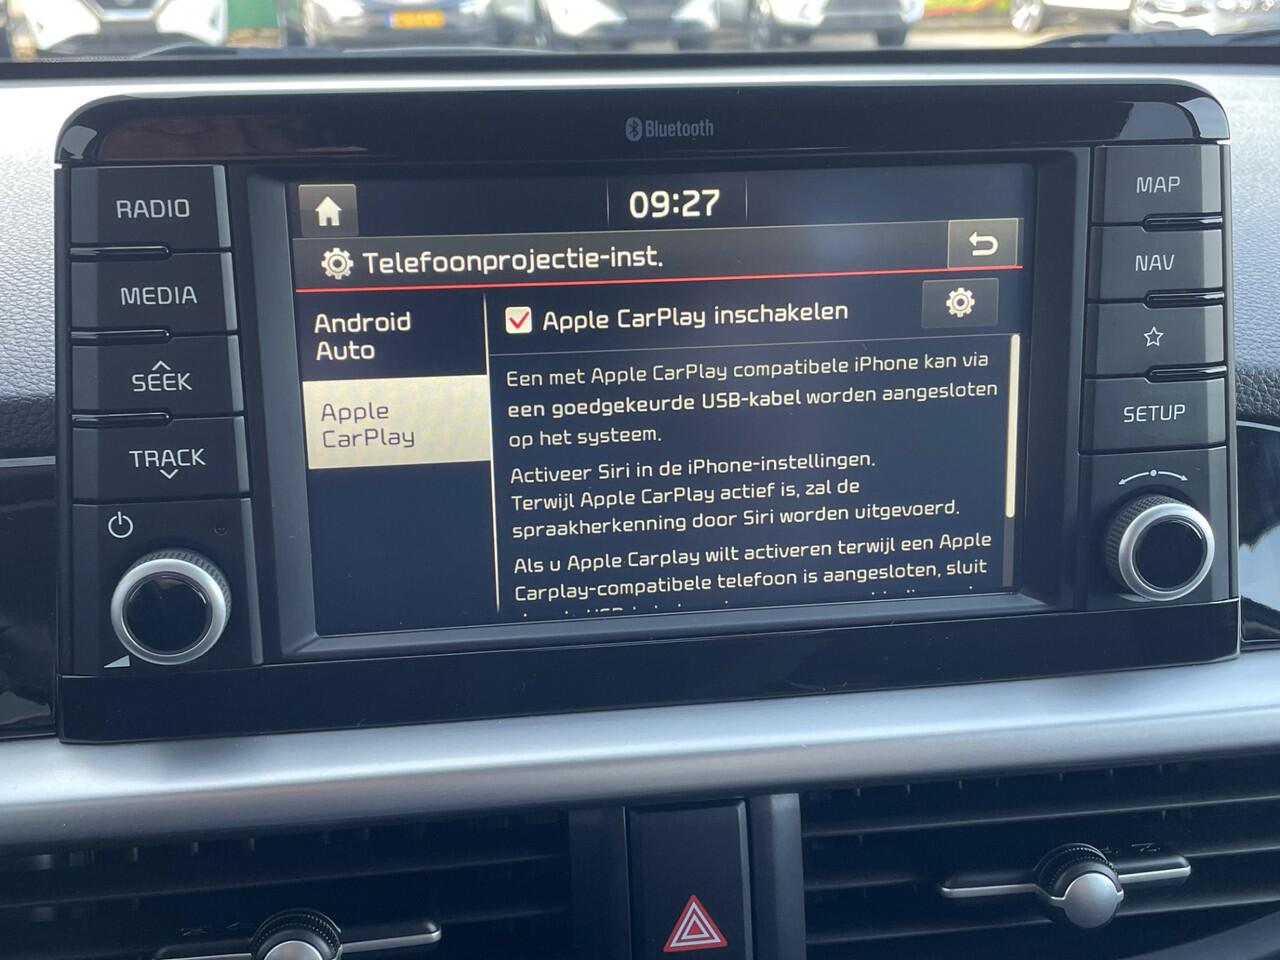 Bluetooth
RADIO
MEDIA
SEEK
TRACK
09:27
Telefoonprojectie-inst.
Android
Auto
Apple
CarPlay
Apple CarPlay inschakelen
Een met Apple CarPlay compatibele iPhone kan via
een goedgekeurde USB-kabel worden aangesloten
op het systeem.
Activeer Siri in de iPhone-instellingen.
Terwijl Apple CarPlay actief is, zal de
spraakherkenning door Siri worden uitgevoerd.
Als u Apple Carplay wilt activeren terwijl een Apple
Carplay-compatibele telefoon is aangesloten, sluit
MAP
NAV
SETUP